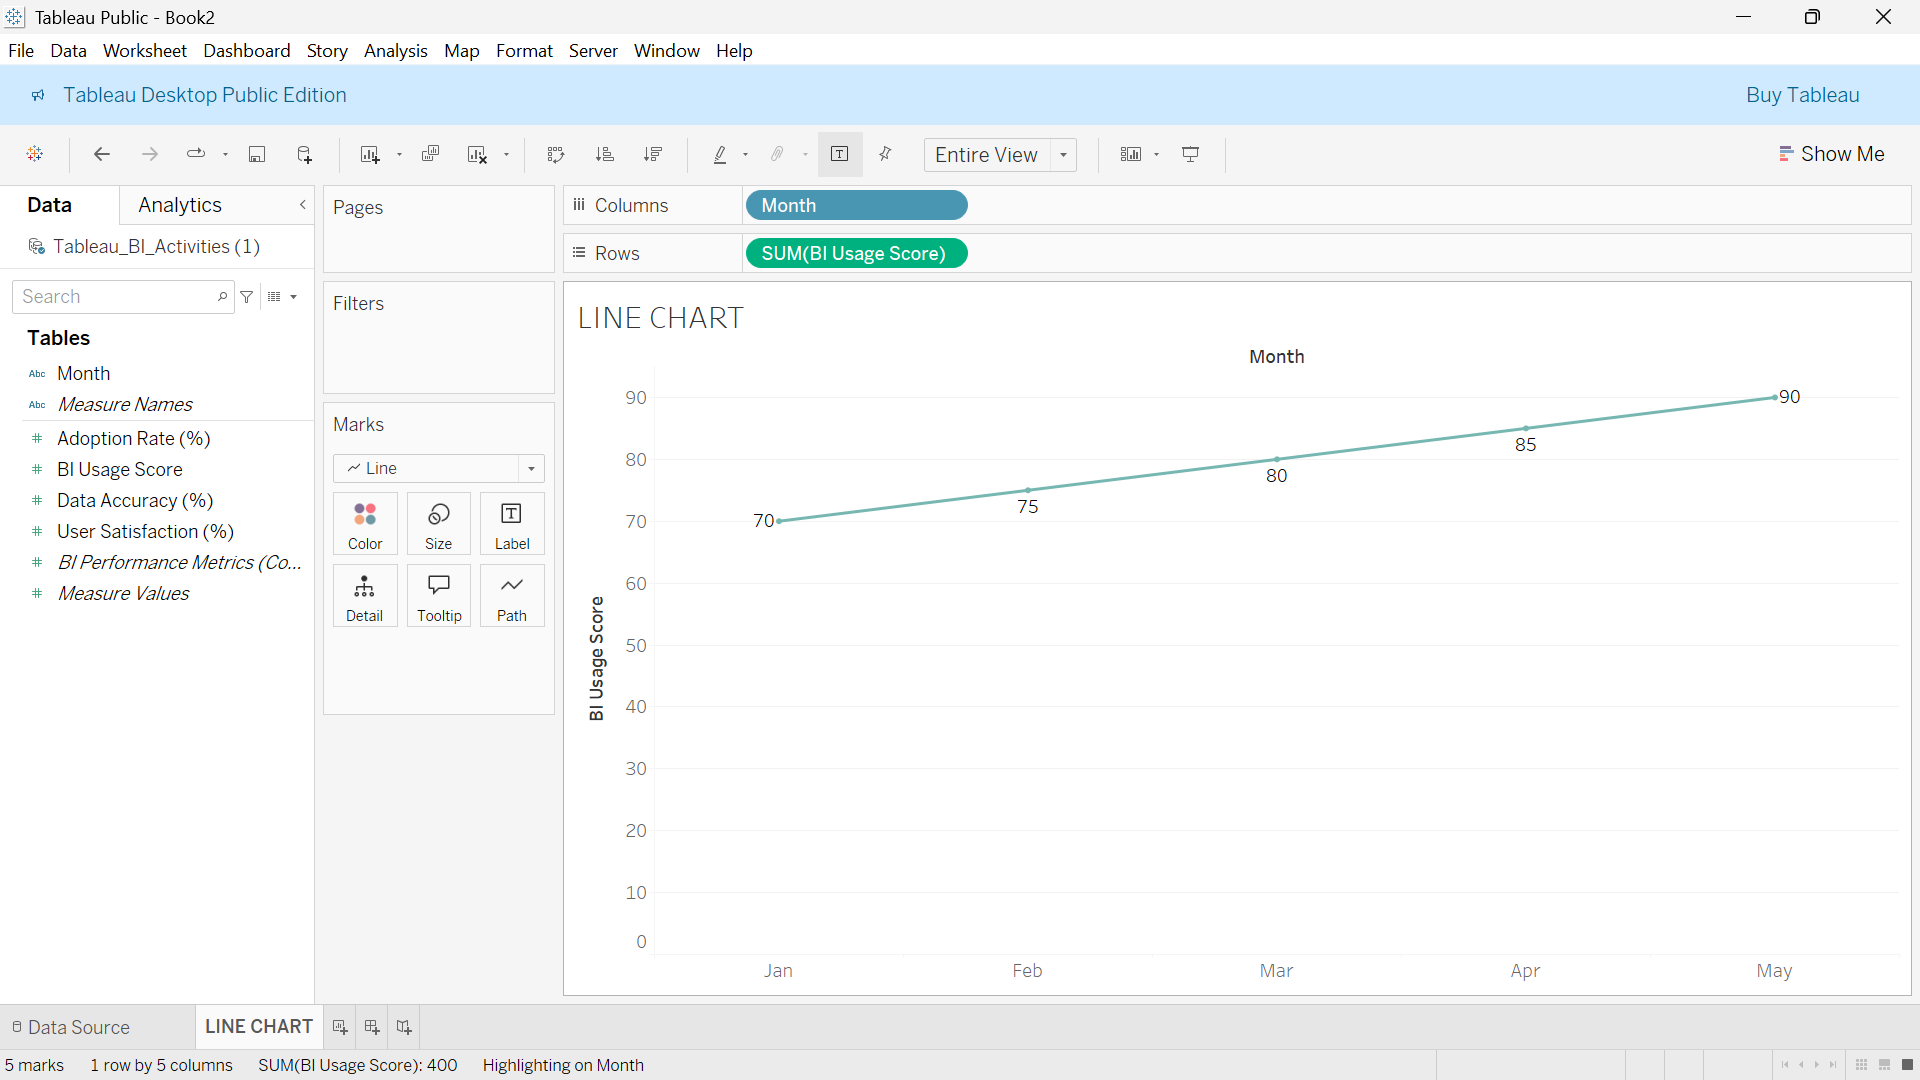 Tableau Public - Book2
File Data Worksheet Dashboard Story Analysis Map Format Server Window Help
Tableau Desktop Public Edition
Buy Tableau
Entire View
Show Me
Data
Analytics
Tableau_BI_Activities (1)
Search
Tables
Abc Month
Abc Measure Names
# Adoption Rate (%)
# BI Usage Score
# Data Accuracy (%)
# User Satisfaction (%)
# BI Performance Metrics (Co...
# Measure Values
Pages
Filters
Marks
Line
Color Size Label
Detail Tooltip Path
Columns Month
Rows SUM(BI Usage Score)
LINE CHART
Month
BI Usage Score
90
80
70
60
50
40
30
20
10
0
70
75
80
85
90
Jan Feb Mar Apr May
Data Source
LINE CHART
5 marks 1 row by 5 columns SUM(BI Usage Score): 400 Highlighting on Month